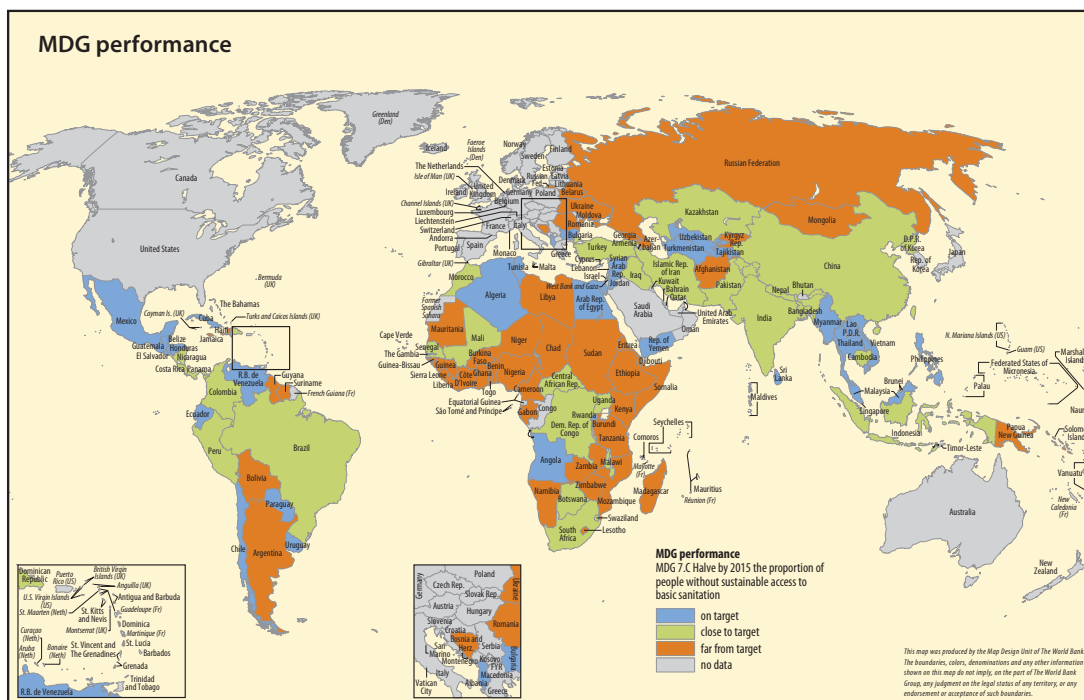 MDG performance
Greenland
(Den)
Iceland
Faeroe
Islands
(Den)
Norway
Sweden
Finland
Canada
United States
The Netherlands
Isle of Man (UK)
Ireland
United
Kingdom
Denmark
Estonia
Latvia
Lithuania
Russian
Fed.
Germany
Poland
Belarus
Belgium
Channel Islands (UK)
Luxembourg
Liechtenstein
Switzerland
France
Italy
Andorra
Portugal
Spain
Monaco
Ukraine
Moldova
Romania
Bulgaria
Greece
Gibraltar (UK)
Malta
Russian Federation
Kazakhstan
Mongolia
Georgia
Armenia
Azer-
baijan
Turkey
Cyprus
Lebanon
Israel
West Bank and Gaza
Syrian
Arab
Rep.
Jordan
Iraq
Islamic Rep.
of Iran
Kuwait
Bahrain
Qatar
Saudi
Arabia
United Arab
Emirates
Oman
Rep. of
Yemen
Uzbekistan
Turkmenistan
Kyrgyz
Rep.
Tajikistan
Afghanistan
Pakistan
China
D.P.R.
of Korea
Rep. of
Korea
Japan
Nepal
Bhutan
Bangladesh
India
Myanmar
Lao
P.D.R.
Thailand
Vietnam
Cambodia
Sri
Lanka
Maldives
Philippines
Brunei
Malaysia
Singapore
Indonesia
Timor-Leste
Papua
New Guinea
N. Mariana Islands (US)
Guam (US)
Federated States of
Micronesia
Marshall
Islands
Palau
Nauru
Solomon
Islands
Vanuatu
New
Caledonia
(Fr)
Australia
New
Zealand
Morocco
Tunisia
Algeria
Libya
Arab Rep.
of Egypt
Former
Spanish
Sahara
Mauritania
Mali
Niger
Chad
Sudan
Eritrea
Djibouti
Ethiopia
Somalia
Cape Verde
Senegal
The Gambia
Guinea-Bissau
Guinea
Sierra Leone
Liberia
Burkina
Faso
Côte
D'Ivoire
Ghana
Togo
Benin
Nigeria
Cameroon
Central
African Rep.
Equatorial Guinea
São Tomé and Príncipe
Gabon
Congo
Dem. Rep. of
Congo
Uganda
Kenya
Rwanda
Burundi
Tanzania
Seychelles
Comoros
Mayotte
(Fr)
Angola
Zambia
Malawi
Zimbabwe
Mozambique
Madagascar
Mauritius
Réunion (Fr)
Namibia
Botswana
Swaziland
South
Africa
Lesotho
Bermuda
(UK)
The Bahamas
Mexico
Cayman Is. (UK)
Cuba
Turks and Caicos Islands (UK)
Haiti
Jamaica
Belize
Guatemala
Honduras
El Salvador
Nicaragua
Costa Rica
Panama
R.B. de
Venezuela
Guyana
Suriname
French Guiana (Fr)
Colombia
Ecuador
Peru
Brazil
Bolivia
Paraguay
Chile
Argentina
Uruguay
Dominican
Republic
Puerto
Rico (US)
British Virgin
Islands (UK)
U.S. Virgin
Islands (US)
Anguilla (UK)
St. Maarten (Neth)
Antigua and Barbuda
St. Kitts
and Nevis
Guadeloupe (Fr)
Montserrat (UK)
Dominica
Martinique (Fr)
St. Lucia
Barbados
Curaçao
(Neth)
Aruba
(Neth)
Bonaire
(Neth)
St. Vincent and
The Grenadines
Grenada
Trinidad
and Tobago
R.B. de Venezuela
Germany
Poland
Czech Rep.
Slovak Rep.
Ukraine
Austria
Hungary
Slovenia
Croatia
Romania
San
Marino
Bosnia and
Herz.
Serbia
Montenegro
Kosovo
Bulgaria
Italy
FYR
Macedonia
Vatican
City
Albania
Greece
MDG performance
MDG 7.C Halve by 2015 the proportion of
people without sustainable access to
basic sanitation
on target
close to target
far from target
no data
This map was produced by the Map Design Unit of The World Bank.
The boundaries, colors, denominations and any other information
shown on this map do not imply, on the part of The World Bank
Group, any judgment on the legal status of any territory, or any
endorsement or acceptance of such boundaries.